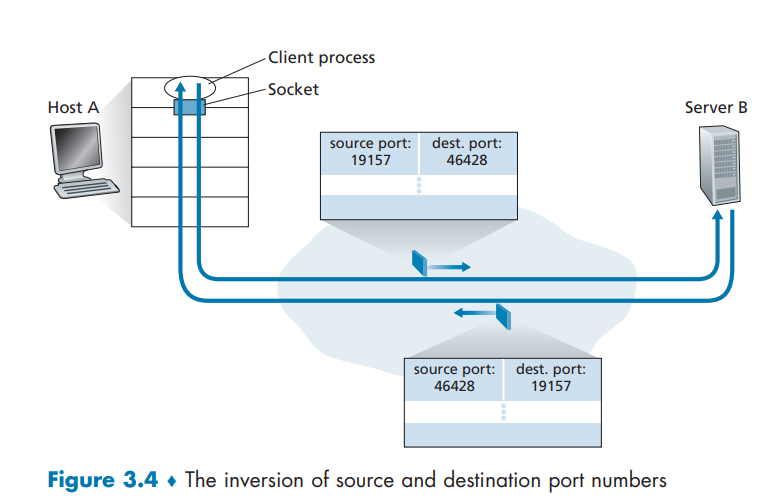 Client process
Socket
Host A
Server B
source port: dest. port:
19157 46428
source port: dest. port:
46428 19157
Figure 3.4 ♦ The inversion of source and destination port numbers